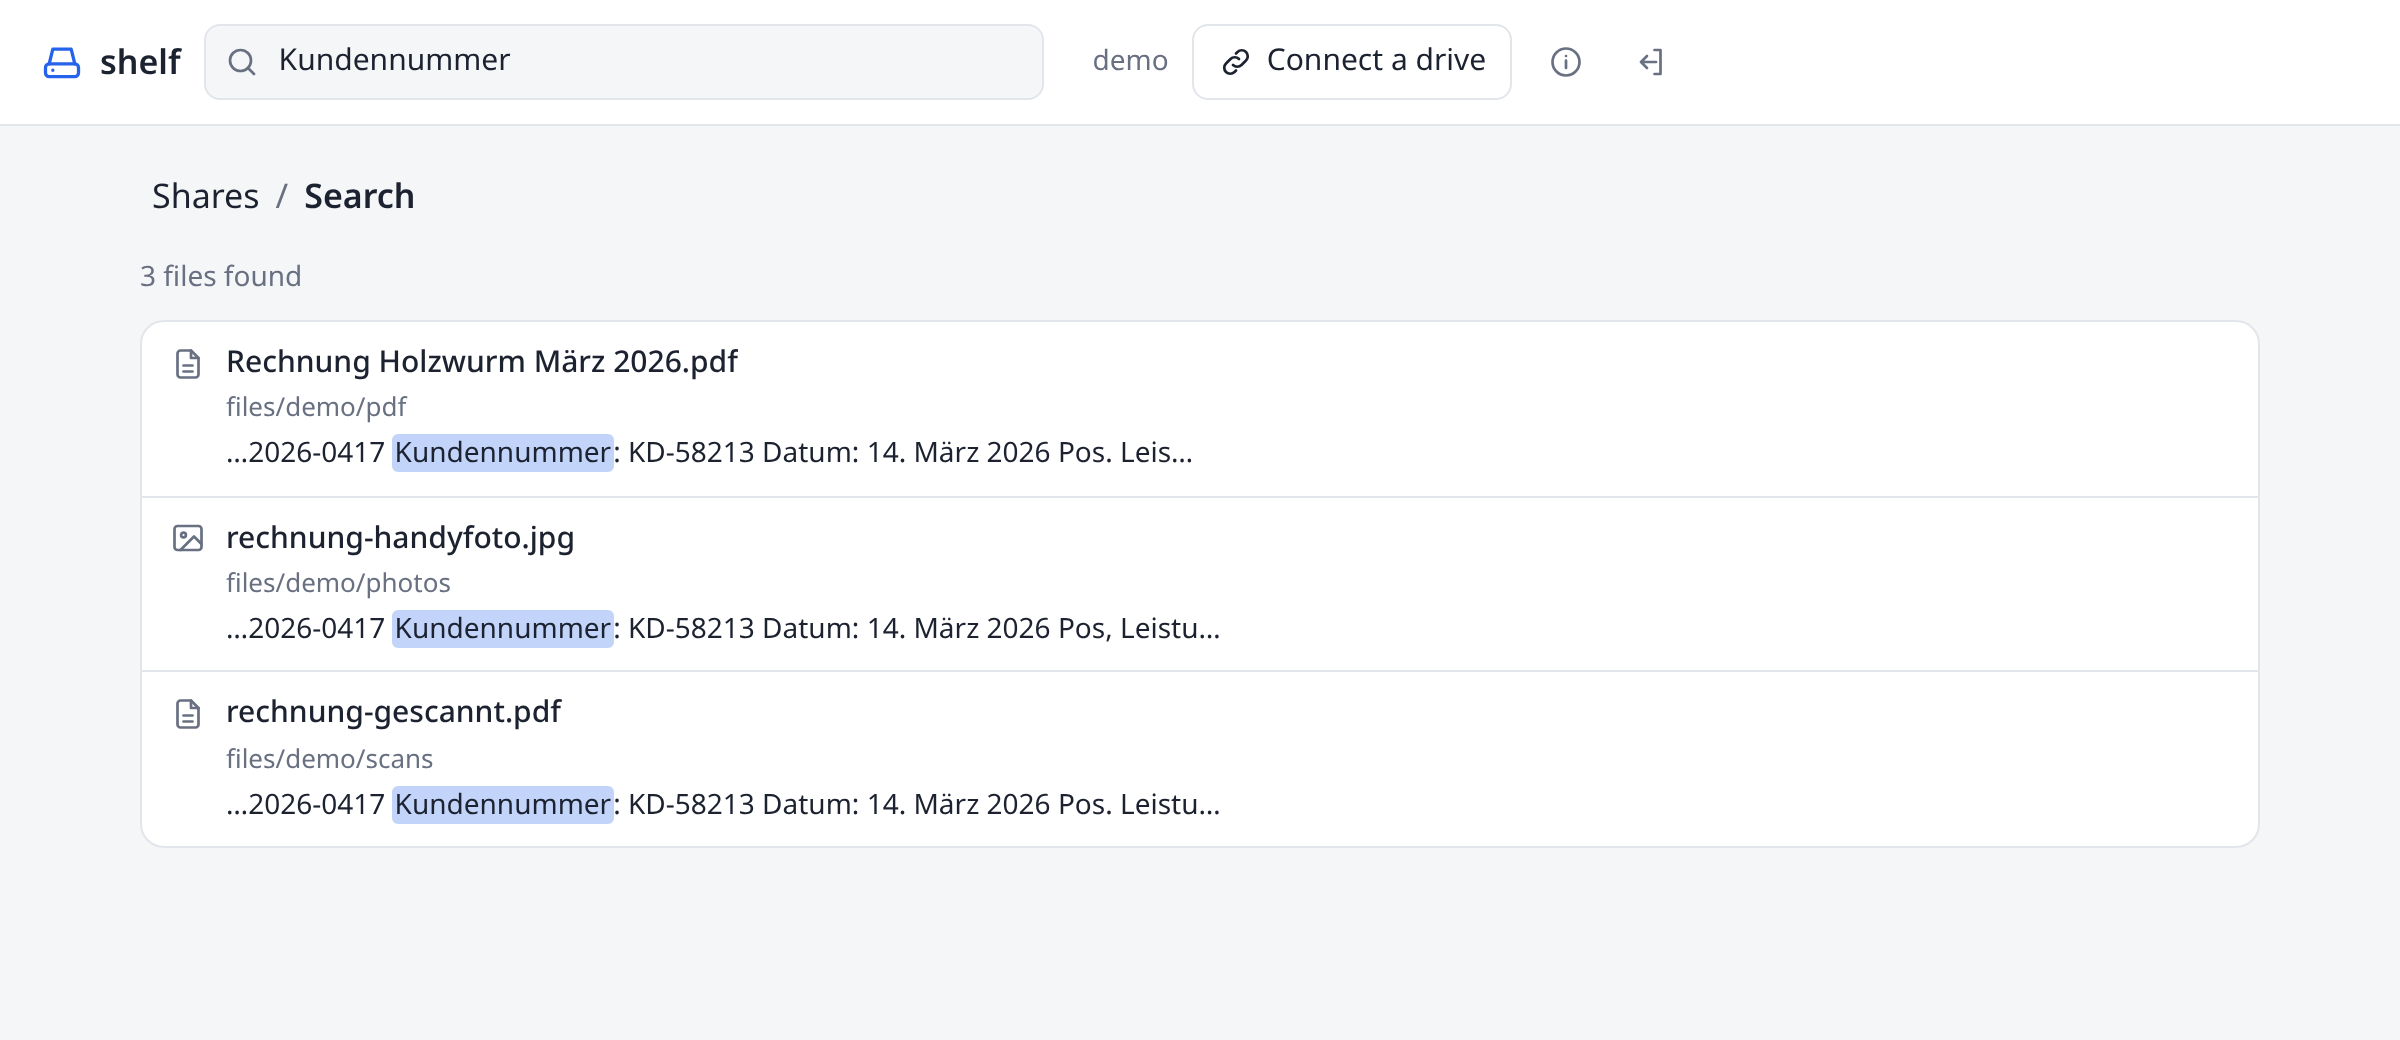 shelf
Kundennummer
demo
Connect a drive
Shares / Search
3 files found
Rechnung Holzwurm März 2026.pdf
files/demo/pdf
…2026-0417 Kundennummer: KD-58213 Datum: 14. März 2026 Pos. Leis…
rechnung-handyfoto.jpg
files/demo/photos
…2026-0417 Kundennummer: KD-58213 Datum: 14. März 2026 Pos, Leistu…
rechnung-gescannt.pdf
files/demo/scans
…2026-0417 Kundennummer: KD-58213 Datum: 14. März 2026 Pos. Leistu…